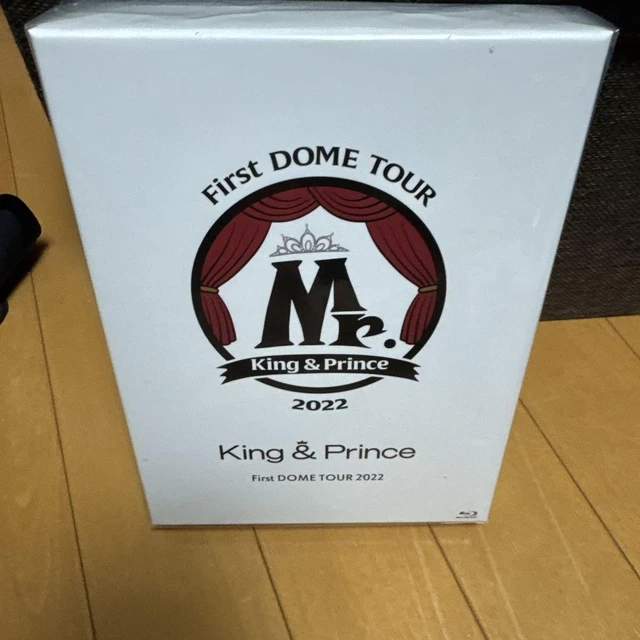 First DOME TOUR
Mr.
King & Prince
2022
King & Prince
First DOME TOUR 2022